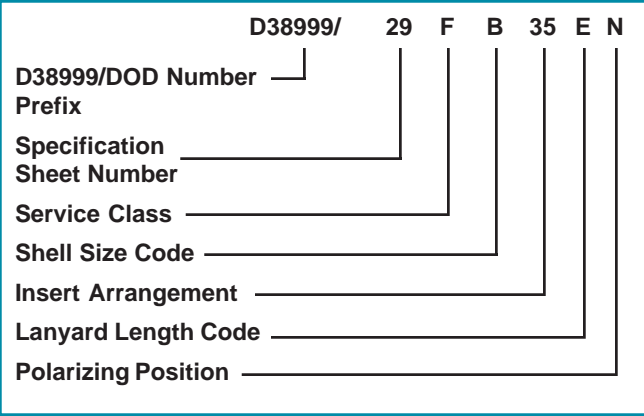 D38999/ 29 F B 35 E N
D38999/DOD Number
Prefix
Specification
Sheet Number
Service Class
Shell Size Code
Insert Arrangement
Lanyard Length Code
Polarizing Position